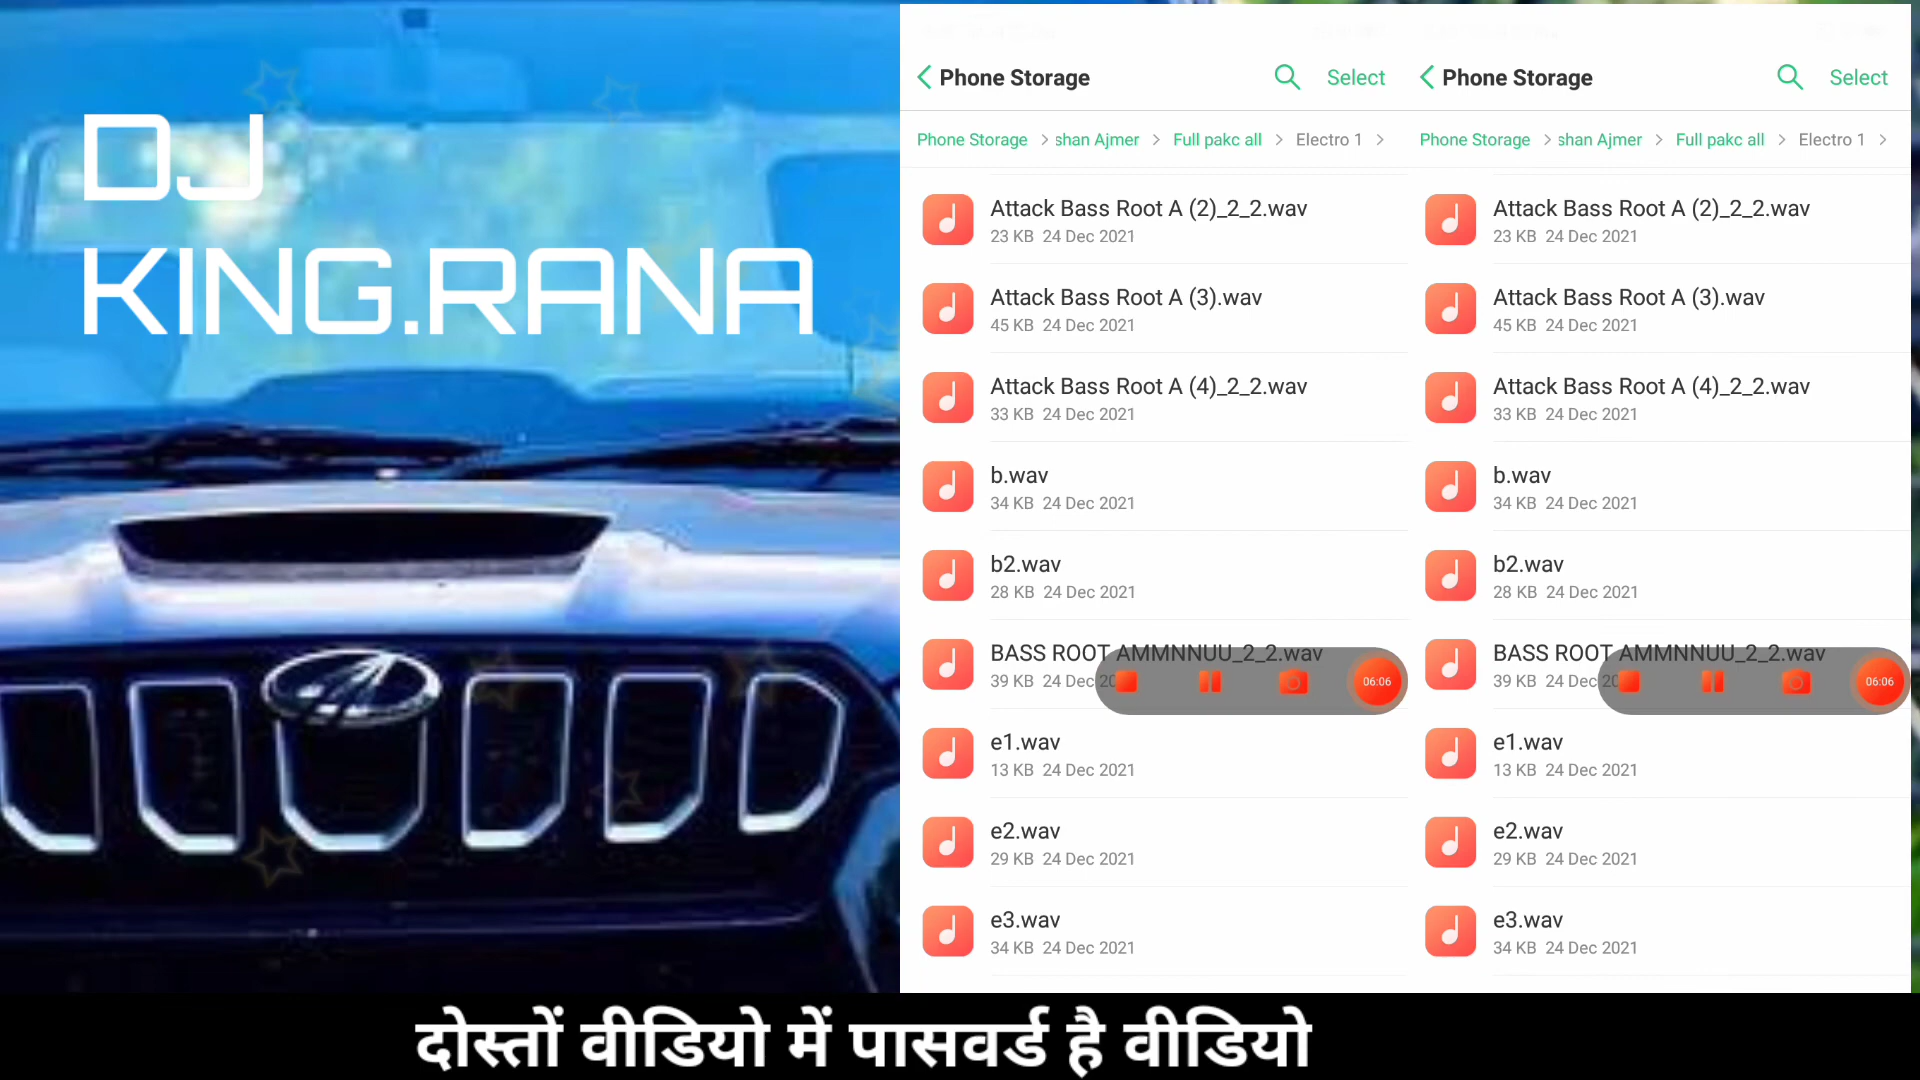 DJ
KING.RANA
Phone Storage
Select
Phone Storage > shan Ajmer > Full pakc all > Electro 1 >
Attack Bass Root A (2)_2_2.wav
23 KB 24 Dec 2021
Attack Bass Root A (3).wav
45 KB 24 Dec 2021
Attack Bass Root A (4)_2_2.wav
33 KB 24 Dec 2021
b.wav
34 KB 24 Dec 2021
b2.wav
28 KB 24 Dec 2021
BASS ROOT AMMNNUU_2_2.wav
39 KB 24 Dec 20
06:06
e1.wav
13 KB 24 Dec 2021
e2.wav
29 KB 24 Dec 2021
e3.wav
34 KB 24 Dec 2021
Phone Storage
Select
Phone Storage > shan Ajmer > Full pakc all > Electro 1 >
Attack Bass Root A (2)_2_2.wav
23 KB 24 Dec 2021
Attack Bass Root A (3).wav
45 KB 24 Dec 2021
Attack Bass Root A (4)_2_2.wav
33 KB 24 Dec 2021
b.wav
34 KB 24 Dec 2021
b2.wav
28 KB 24 Dec 2021
BASS ROOT AMMNNUU_2_2.wav
39 KB 24 Dec 20
06:06
e1.wav
13 KB 24 Dec 2021
e2.wav
29 KB 24 Dec 2021
e3.wav
34 KB 24 Dec 2021
दोस्तों वीडियो में पासवर्ड है वीडियो